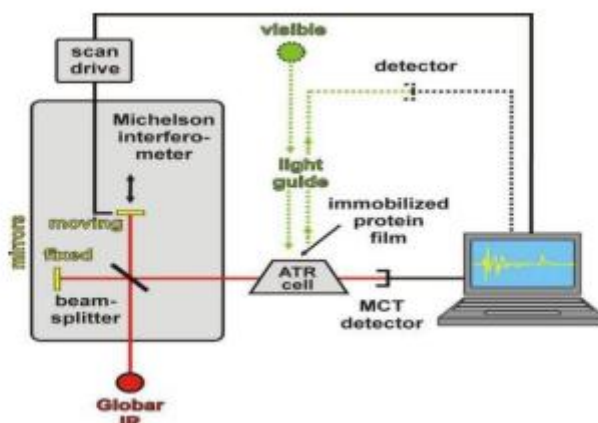 visible
scan
drive
detector
Michelson
interfero-
meter
light
guide
immobilized
protein
film
moving
mirrors
fixed
ATR
cell
beam-
splitter
MCT
detector
Globar
IR